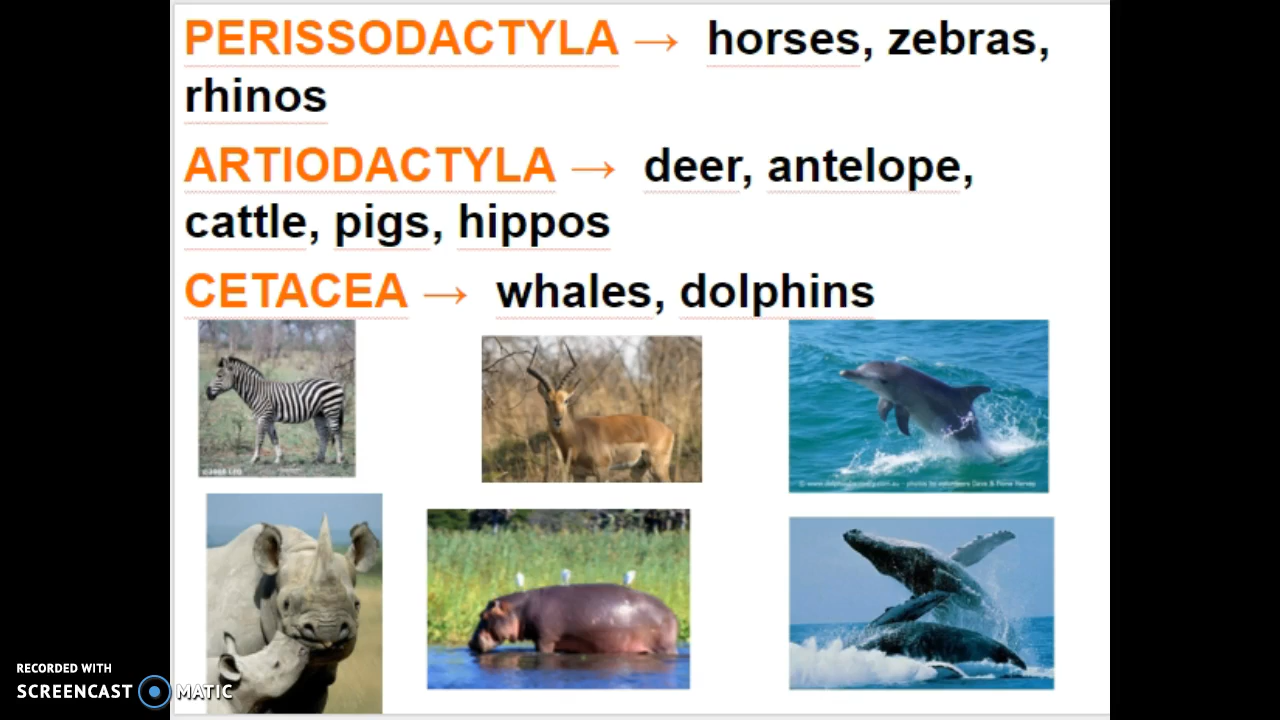 PERISSODACTYLA → horses, zebras,
rhinos
ARTIODACTYLA → deer, antelope,
cattle, pigs, hippos
CETACEA → whales, dolphins
RECORDED WITH
SCREENCAST MATIC